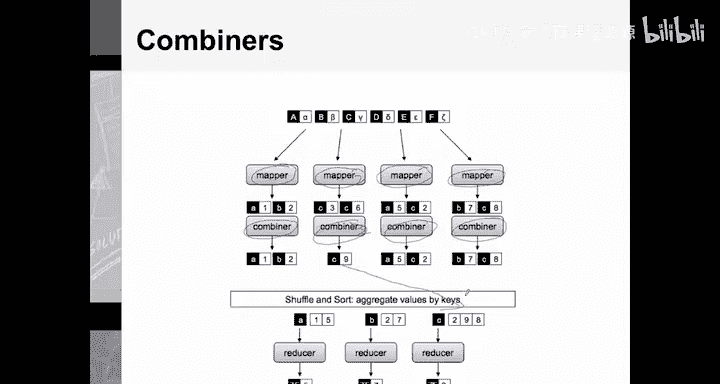 Combiners
bilibili
A α B β C γ D δ E ε F ζ
mapper mapper mapper mapper
a 1 b 2 c 3 c 6 a 5 c 2 b 7 c 8
combiner combiner combiner combiner
a 1 b 2 c 9 a 5 c 2 b 7 c 8
Shuffle and Sort: aggregate values by keys
a 1 5 b 2 7 c 2 9 8
reducer reducer reducer